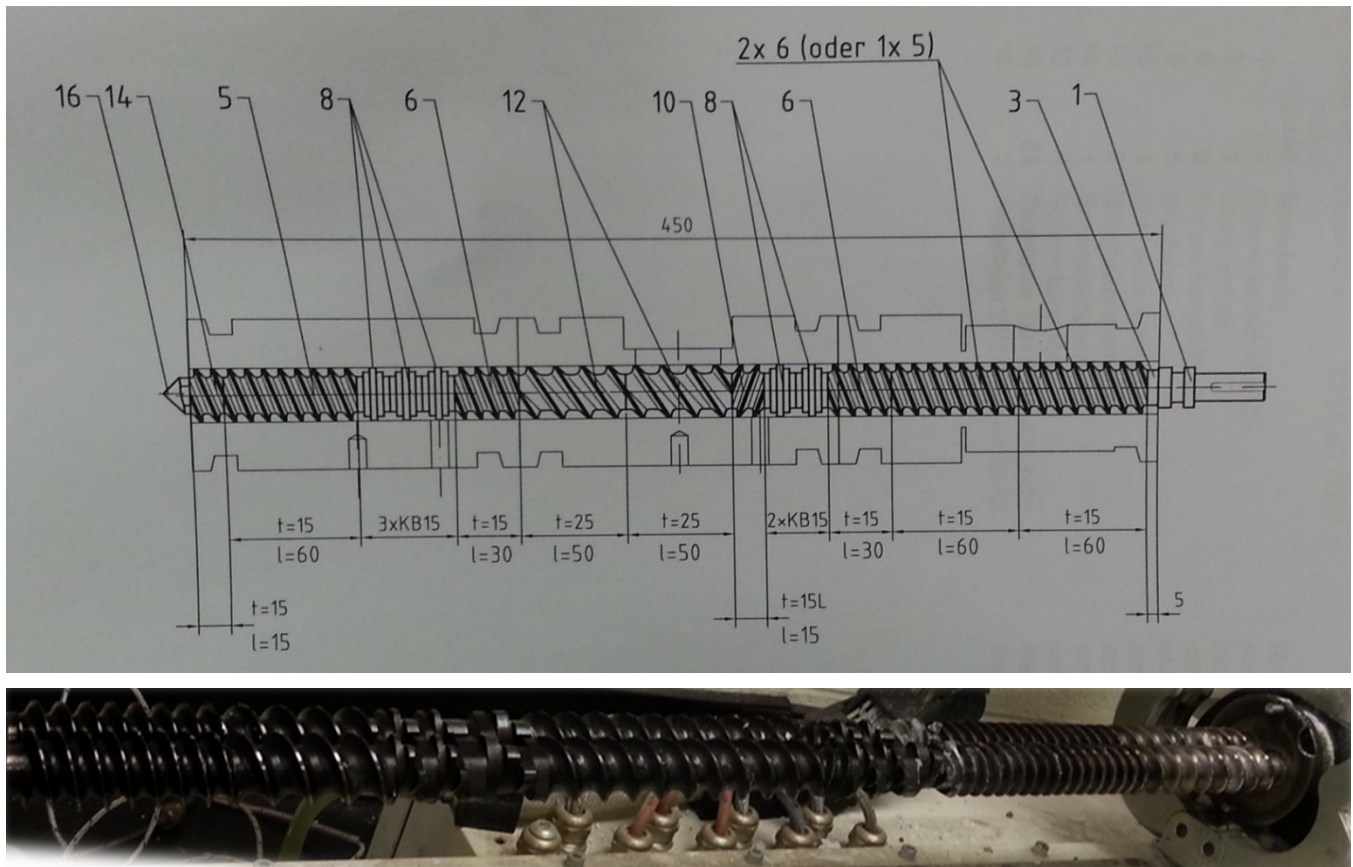 2x 6 (oder 1x 5)
16 14 5 8 6 12 10 8 6 3 1
450
t=15 3xKB15 t=15 t=25 t=25 2xKB15 t=15 t=15 t=15
l=60 l=30 l=50 l=50 l=30 l=60 l=60
t=15 t=15L 5
l=15 l=15